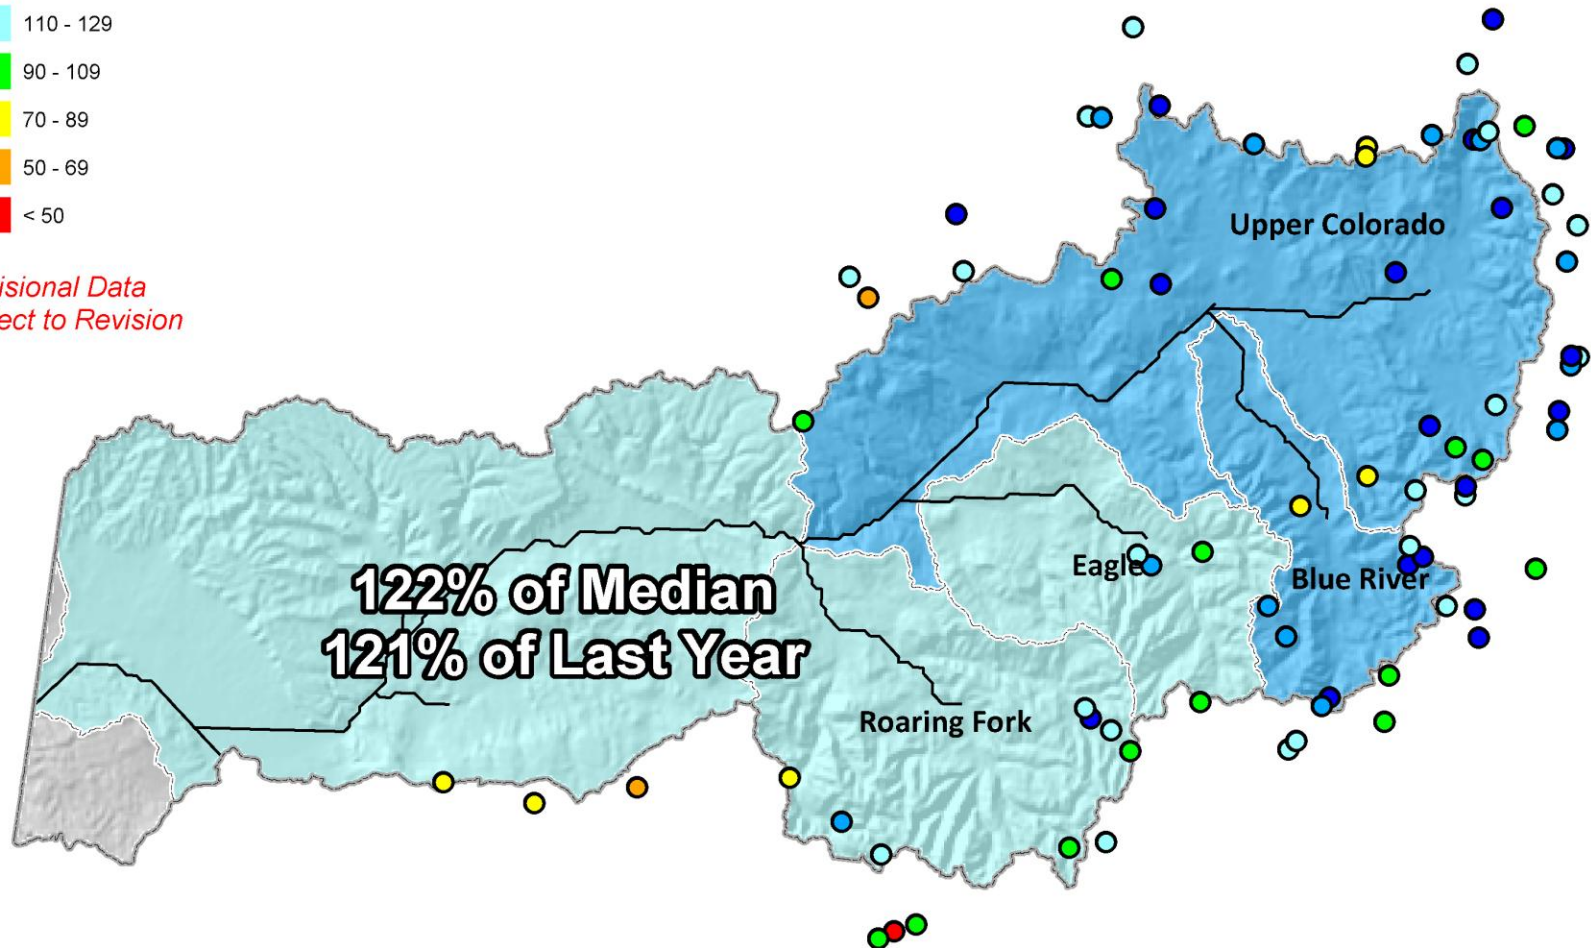 110 - 129
90 - 109
70 - 89
50 - 69
< 50
isional Data
ect to Revision
Upper Colorado
Eagle
Blue River
122% of Median
121% of Last Year
Roaring Fork